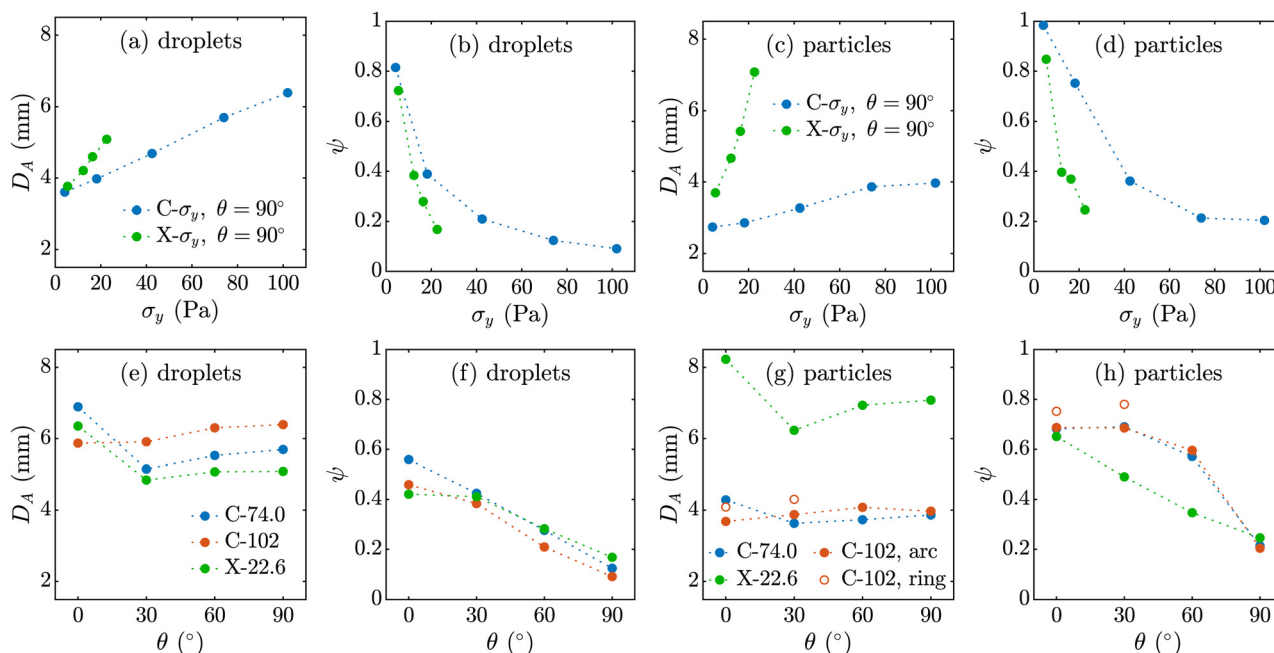 (a) droplets
D_A (mm)
8
6
4
2
C-σ_y, θ = 90°
X-σ_y, θ = 90°
0 20 40 60 80 100
σ_y (Pa)
(b) droplets
ψ
1
0.8
0.6
0.4
0.2
0
0 20 40 60 80 100
σ_y (Pa)
(c) particles
D_A (mm)
8
6
4
2
C-σ_y, θ = 90°
X-σ_y, θ = 90°
0 20 40 60 80 100
σ_y (Pa)
(d) particles
ψ
1
0.8
0.6
0.4
0.2
0
0 20 40 60 80 100
σ_y (Pa)
(e) droplets
D_A (mm)
8
6
4
2
C-74.0
C-102
X-22.6
0 30 60 90
θ (°)
(f) droplets
ψ
1
0.8
0.6
0.4
0.2
0
0 30 60 90
θ (°)
(g) particles
D_A (mm)
8
6
4
2
C-74.0 C-102, arc
X-22.6 C-102, ring
0 30 60 90
θ (°)
(h) particles
ψ
1
0.8
0.6
0.4
0.2
0
0 30 60 90
θ (°)